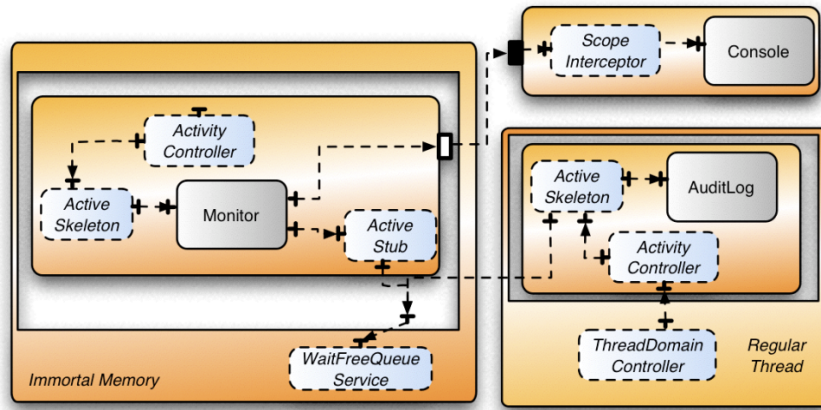 Scope
Interceptor
Console
Activity
Controller
Active
Skeleton
Monitor
Active
Stub
Active
Skeleton
AuditLog
Activity
Controller
WaitFreeQueue
Service
ThreadDomain
Controller
Regular
Thread
Immortal Memory